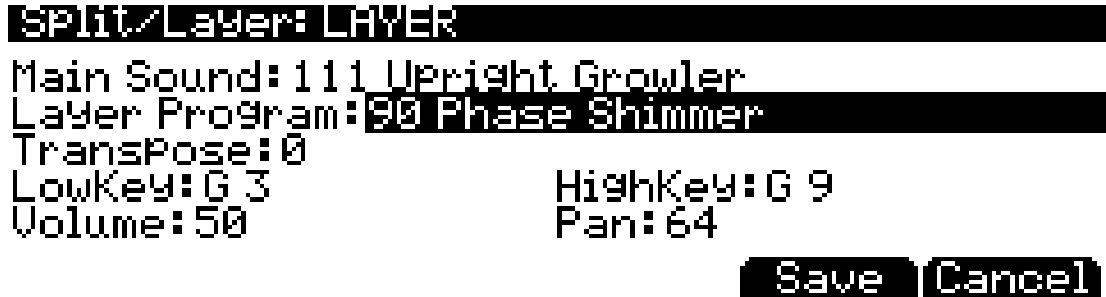 Split/Layer: LAYER
Main Sound:111 Upright Growler
Layer Program:90 Phase Shimmer
TransPose:0
LowKey:G 3 HighKey:G 9
Volume:50 Pan:64
Save Cancel